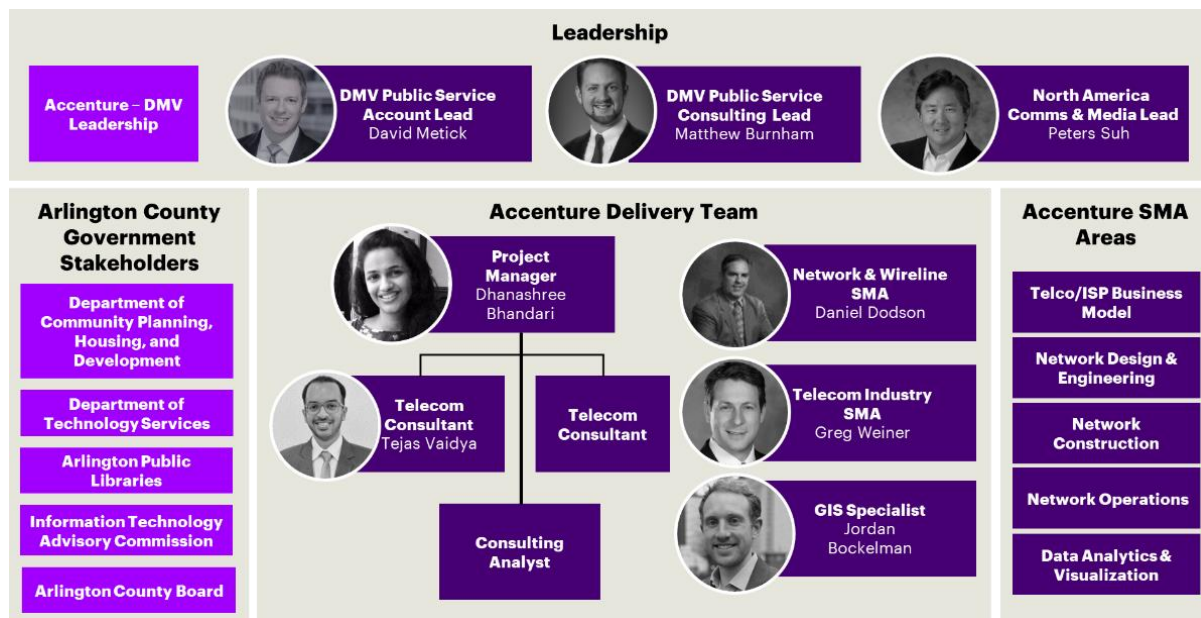 Leadership
Accenture – DMV
Leadership
DMV Public Service
Account Lead
David Metick
DMV Public Service
Consulting Lead
Matthew Burnham
North America
Comms & Media Lead
Peters Suh
Arlington County
Government
Stakeholders
Department of
Community Planning,
Housing, and
Development
Department of
Technology Services
Arlington Public
Libraries
Information Technology
Advisory Commission
Arlington County Board
Accenture Delivery Team
Project
Manager
Dhanashree
Bhandari
Telecom
Consultant
Tejas Vaidya
Telecom
Consultant
Consulting
Analyst
Network & Wireline
SMA
Daniel Dodson
Telecom Industry
SMA
Greg Weiner
GIS Specialist
Jordan
Bockelman
Accenture SMA
Areas
Telco/ISP Business
Model
Network Design &
Engineering
Network
Construction
Network Operations
Data Analytics &
Visualization